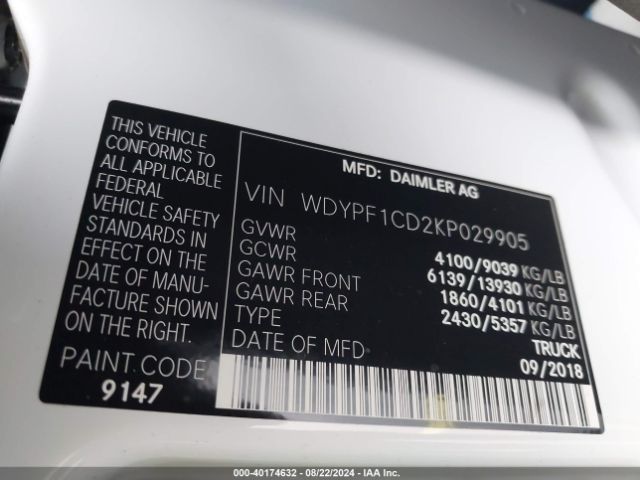 THIS VEHICLE
CONFORMS TO
ALL APPLICABLE
FEDERAL
VEHICLE SAFETY
STANDARDS IN
EFFECT ON THE
DATE OF MANU-
FACTURE SHOWN
ON THE RIGHT.
PAINT CODE
9147
MFD: DAIMLER AG
VIN WDYPF1CD2KP029905
GVWR 4100/9039 KG/LB
GCWR 6139/13930 KG/LB
GAWR FRONT 1860/4101 KG/LB
GAWR REAR 2430/5357 KG/LB
TYPE TRUCK
DATE OF MFD 09/2018
000-40174632 - 08/22/2024 - IAA Inc.